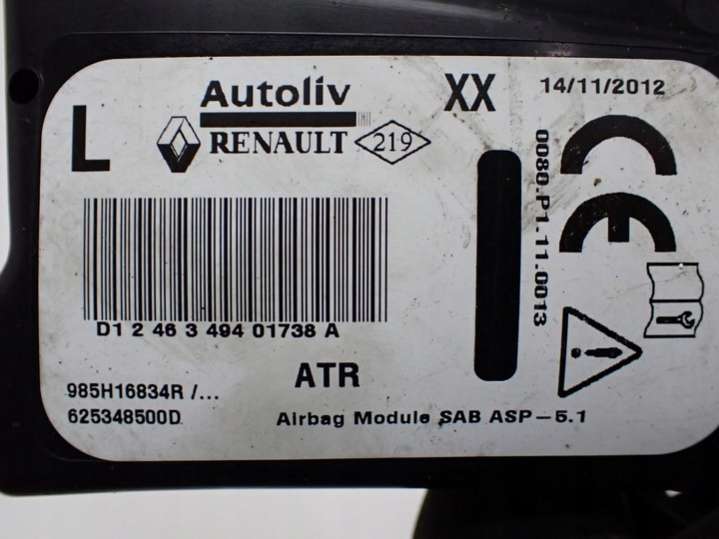 L
Autoliv
RENAULT 219
XX
14/11/2012
CE
0080.P1.11.0013
D1 2 46 3 494 01738 A
985H16834R /...
625348500D
ATR
Airbag Module SAB ASP-5.1